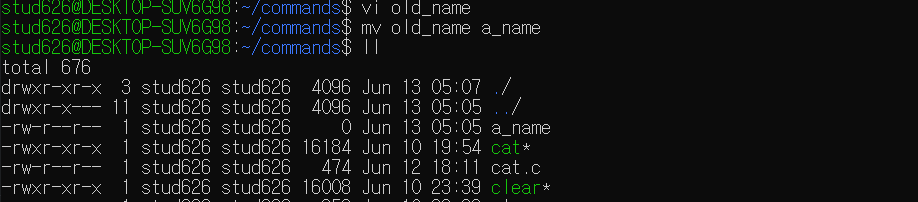 stud626@DESKTOP-SUV6G98:~/commands$ vi old_name
stud626@DESKTOP-SUV6G98:~/commands$ mv old_name a_name
stud626@DESKTOP-SUV6G98:~/commands$ ll
total 676
drwxr-xr-x 3 stud626 stud626 4096 Jun 13 05:07 ./
drwxr-x--- 11 stud626 stud626 4096 Jun 13 05:05 ../
-rw-r--r-- 1 stud626 stud626 0 Jun 13 05:05 a_name
-rwxr-xr-x 1 stud626 stud626 16184 Jun 10 19:54 cat*
-rw-r--r-- 1 stud626 stud626 474 Jun 12 18:11 cat.c
-rwxr-xr-x 1 stud626 stud626 16008 Jun 10 23:39 clear*